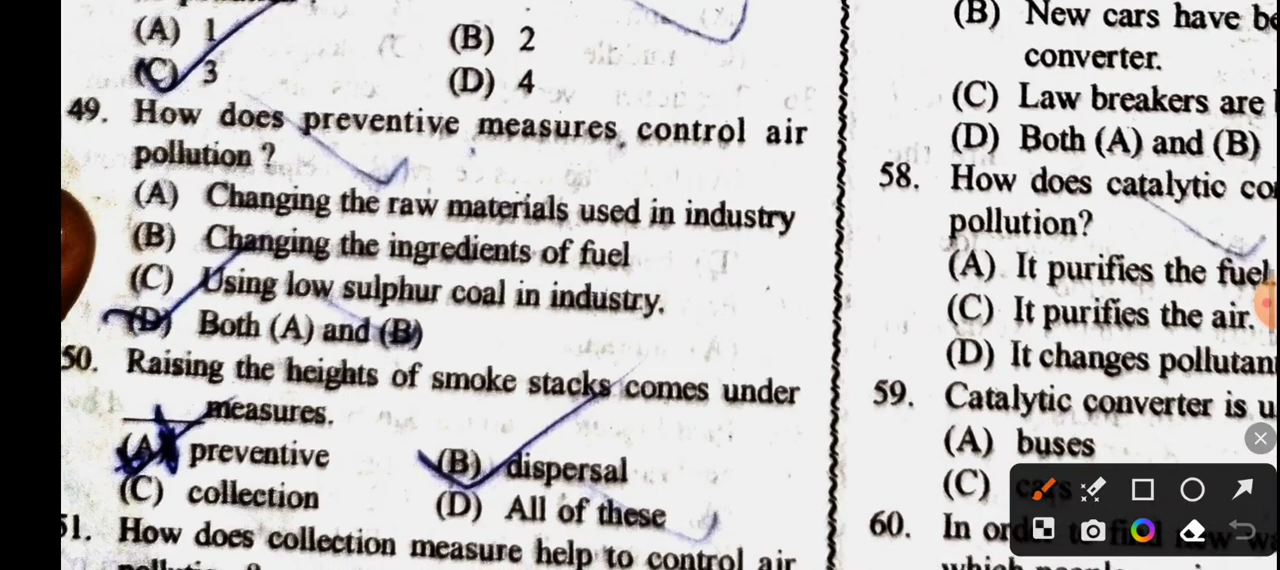 (A) 1
(B) 2
(C) 3
(D) 4
49. How does preventive measures control air
pollution ?
(A) Changing the raw materials used in industry
(B) Changing the ingredients of fuel
(C) Using low sulphur coal in industry.
(D) Both (A) and (B)
50. Raising the heights of smoke stacks comes under
____ measures.
(A) preventive
(B) dispersal
(C) collection
(D) All of these
51. How does collection measure help to control air
(B) New cars have
converter.
(C) Law breakers are
(D) Both (A) and (B)
58. How does catalytic
pollution?
(A) It purifies the fuel
(C) It purifies the air.
(D) It changes
59. Catalytic converter is
(A) buses
(C) cars
60. In
which